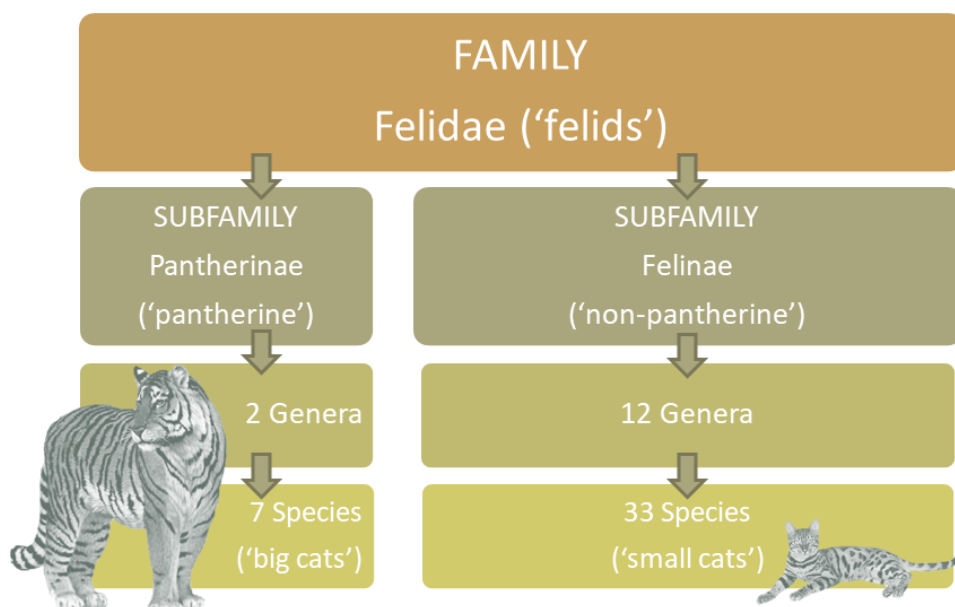 FAMILY
Felidae (‘felids’)
SUBFAMILY
Pantherinae
(‘pantherine’)
SUBFAMILY
Felinae
(‘non-pantherine’)
2 Genera
12 Genera
7 Species
(‘big cats’)
33 Species
(‘small cats’)